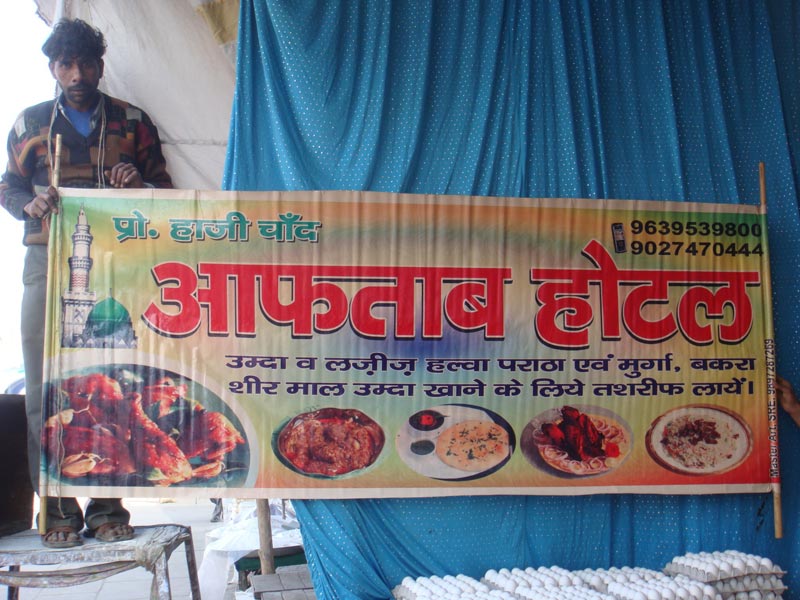 प्रो. हाजी चाँद
9639539800
9027470444
आफताब होटल
उम्दा व लज़ीज़ हल्वा पराठा एवं मुर्गा, बकरा
शीर माल उम्दा खाने के लिये तशरीफ लायें।